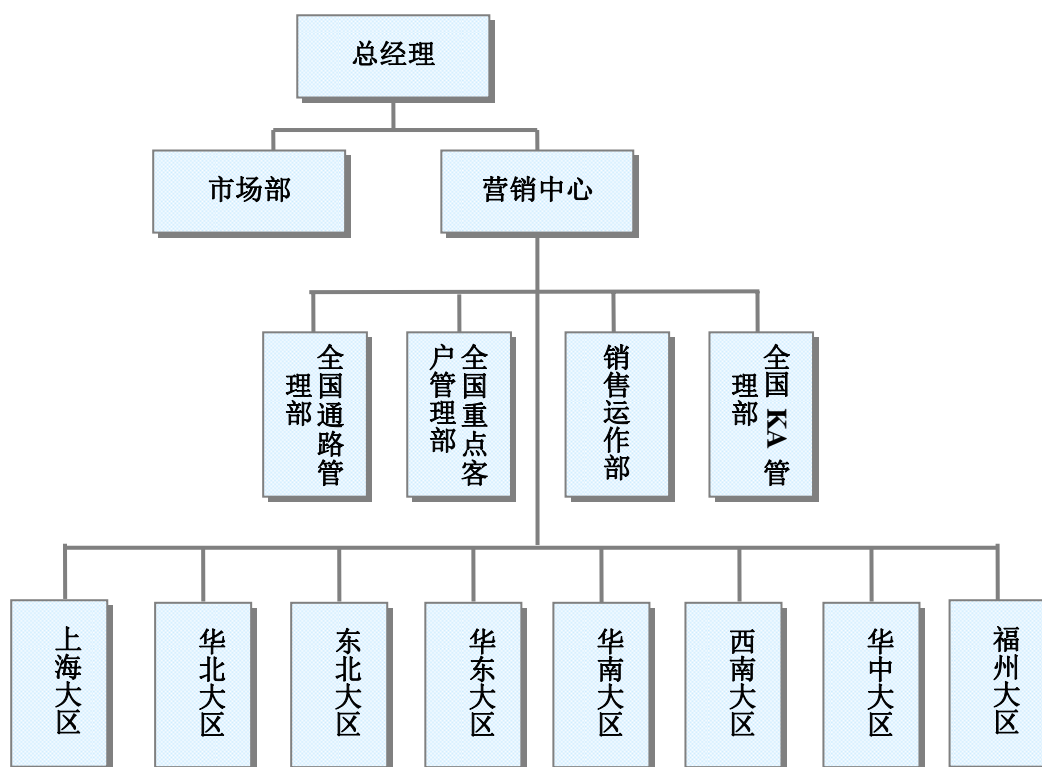 总经理
市场部
营销中心
全国通路管
理部
全国重点客
户管理部
销售运作部
全国 KA 管
理部
上海大区
华北大区
东北大区
华东大区
华南大区
西南大区
华中大区
福州大区